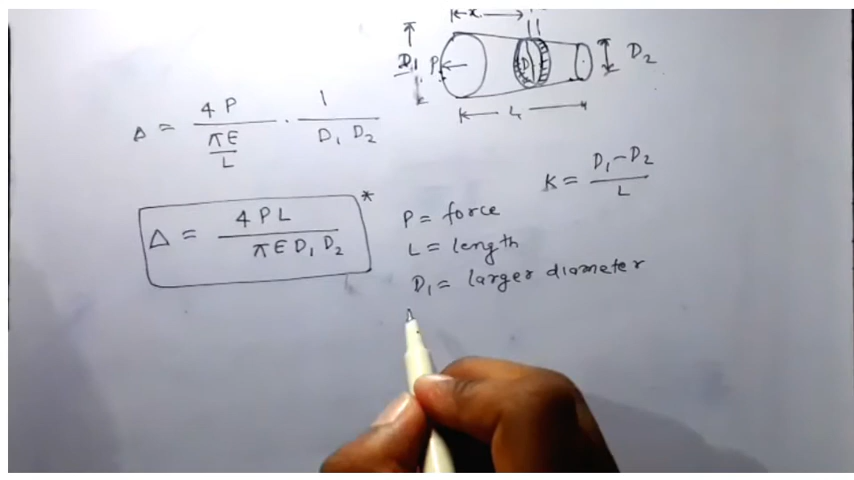 x
D₁ P D D₂
L
Δ = 4P / (πE/L) · 1 / (D₁ D₂)
K = (D₁ - D₂) / L
Δ = 4PL / (πE D₁ D₂) *
P = force
L = length
D₁ = larger diameter